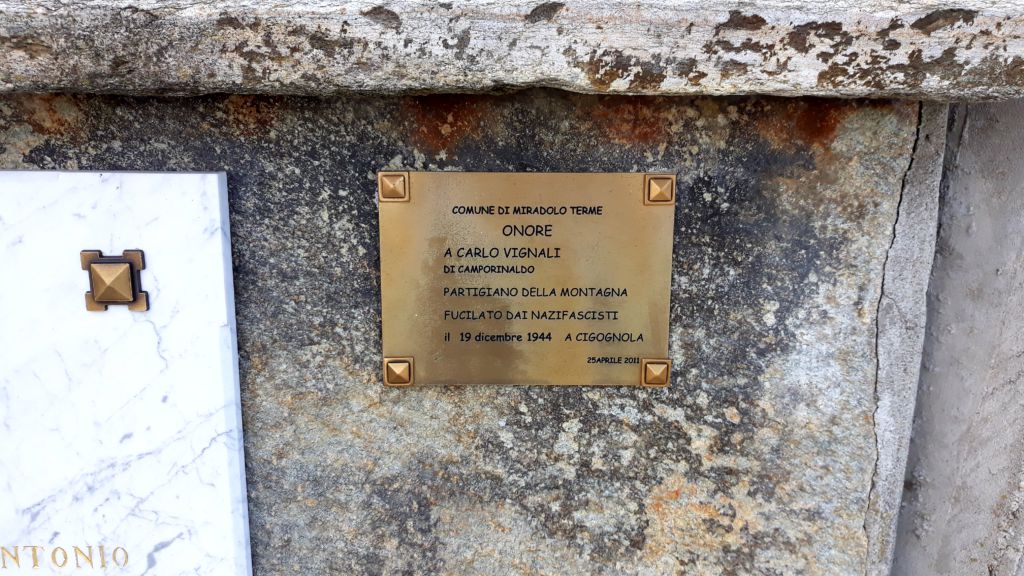 COMUNE DI MIRADOLO TERME
ONORE
A CARLO VIGNALI
DI CAMPORINALDO
PARTIGIANO DELLA MONTAGNA
FUCILATO DAI NAZIFASCISTI
il 19 dicembre 1944 A CIGOGNOLA
25APRILE 2011
NTONIO